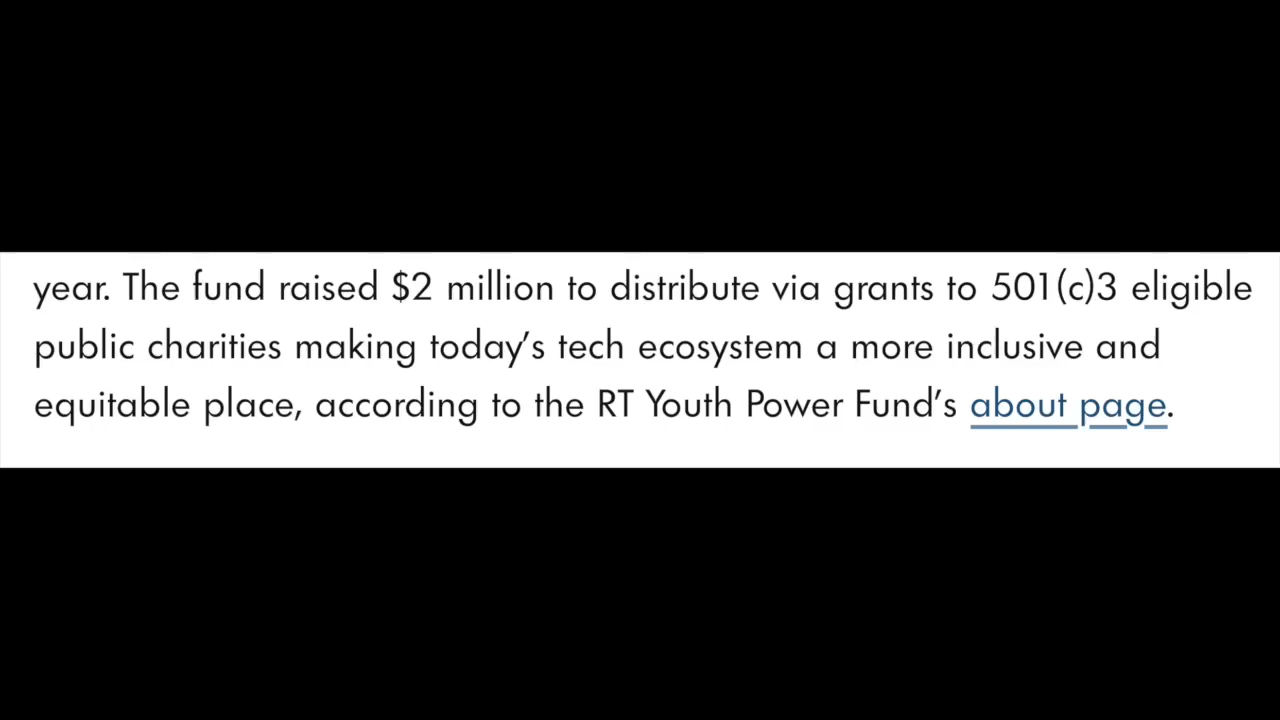 year. The fund raised $2 million to distribute via grants to 501(c)3 eligible
public charities making today’s tech ecosystem a more inclusive and
equitable place, according to the RT Youth Power Fund’s about page.